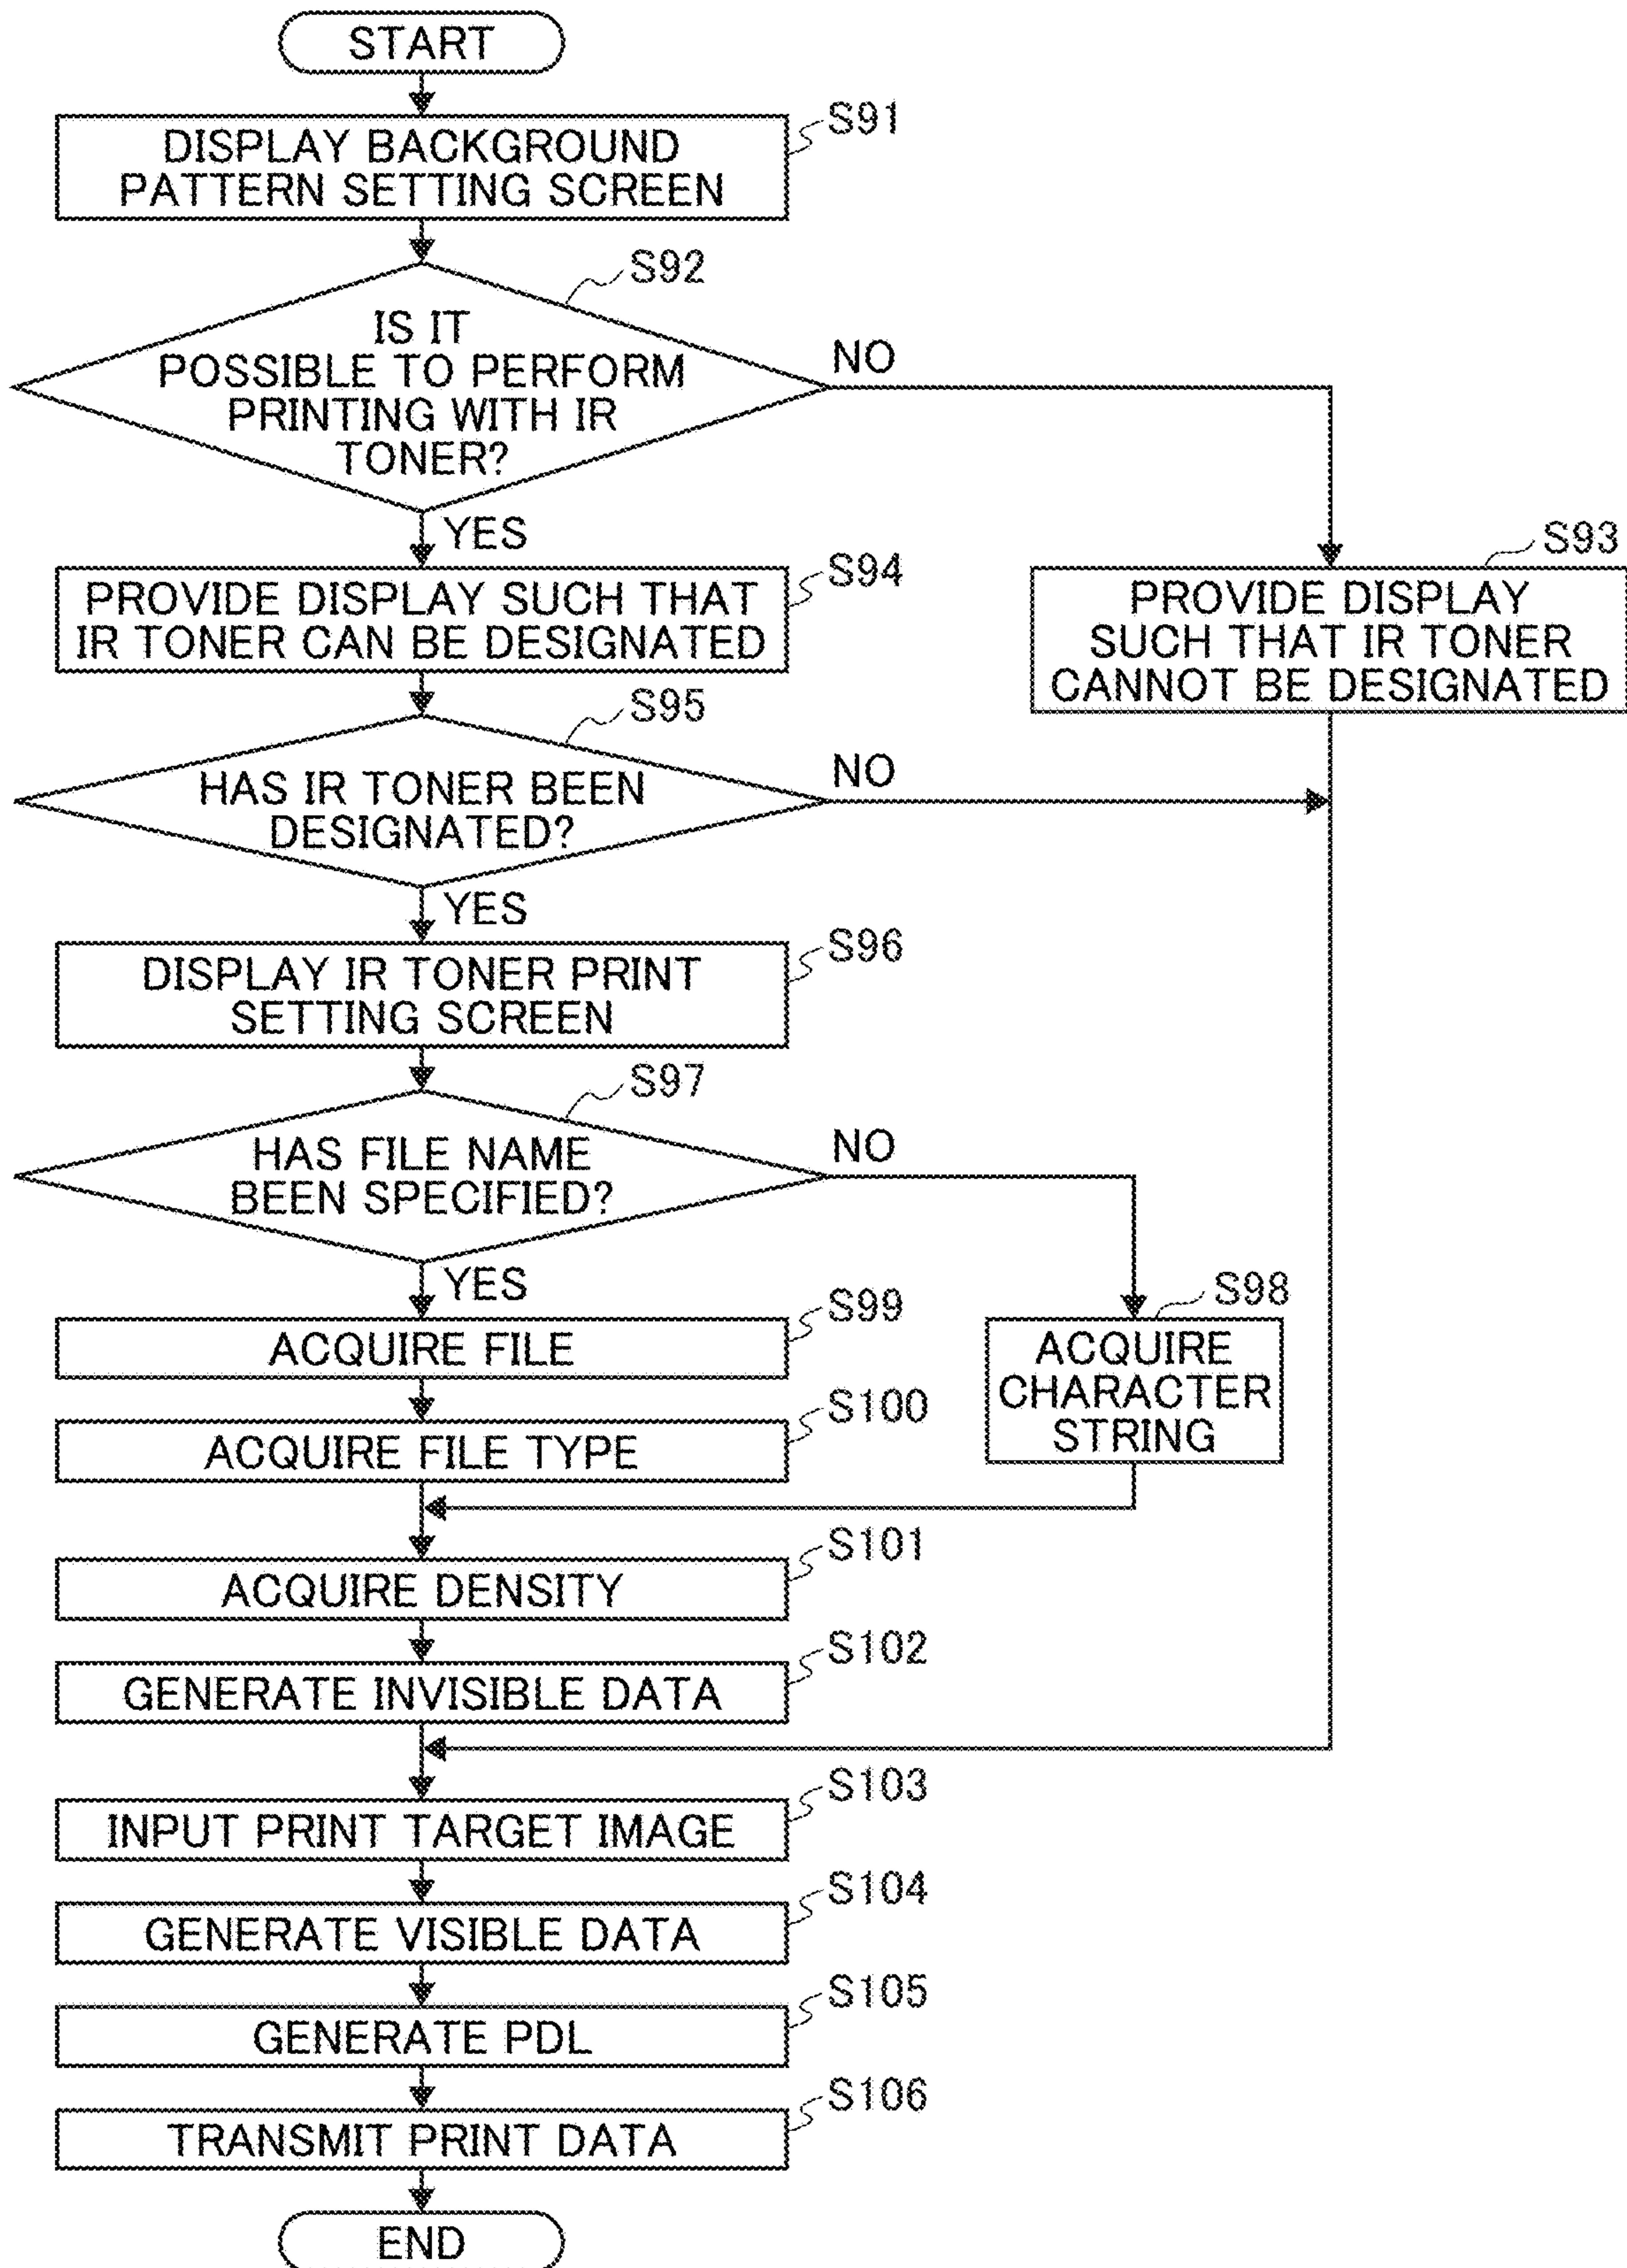 START
S91
DISPLAY BACKGROUND
PATTERN SETTING SCREEN
S92
IS IT
POSSIBLE TO PERFORM
PRINTING WITH IR
TONER?
NO
YES
S93
PROVIDE DISPLAY
SUCH THAT IR TONER
CANNOT BE DESIGNATED
S94
PROVIDE DISPLAY SUCH THAT
IR TONER CAN BE DESIGNATED
S95
HAS IR TONER BEEN
DESIGNATED?
NO
YES
S96
DISPLAY IR TONER PRINT
SETTING SCREEN
S97
HAS FILE NAME
BEEN SPECIFIED?
NO
YES
S98
ACQUIRE
CHARACTER
STRING
S99
ACQUIRE FILE
S100
ACQUIRE FILE TYPE
S101
ACQUIRE DENSITY
S102
GENERATE INVISIBLE DATA
S103
INPUT PRINT TARGET IMAGE
S104
GENERATE VISIBLE DATA
S105
GENERATE PDL
S106
TRANSMIT PRINT DATA
END